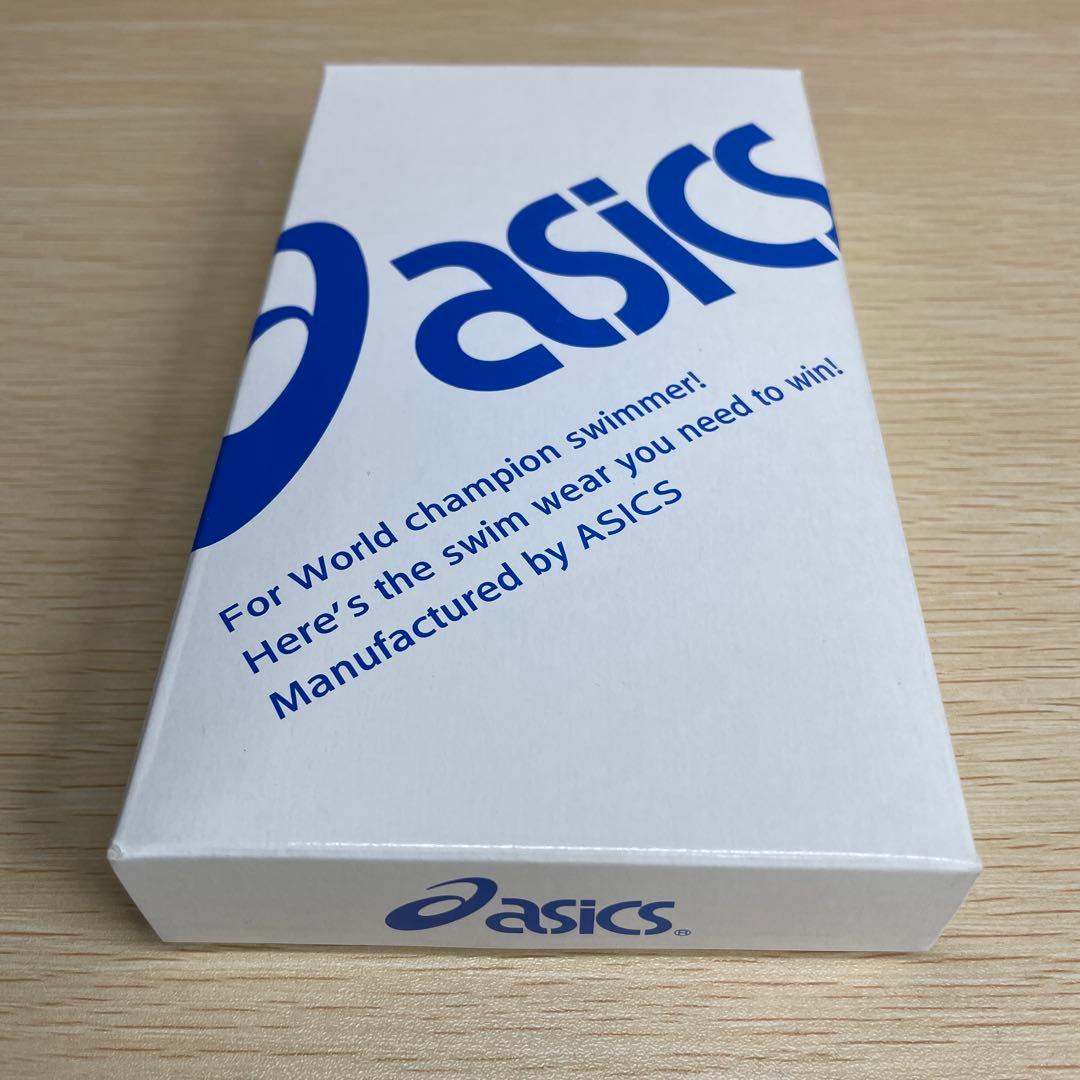 asics
For World champion swimmer!
Here's the swim wear you need to win!
Manufactured by ASICS
asics®